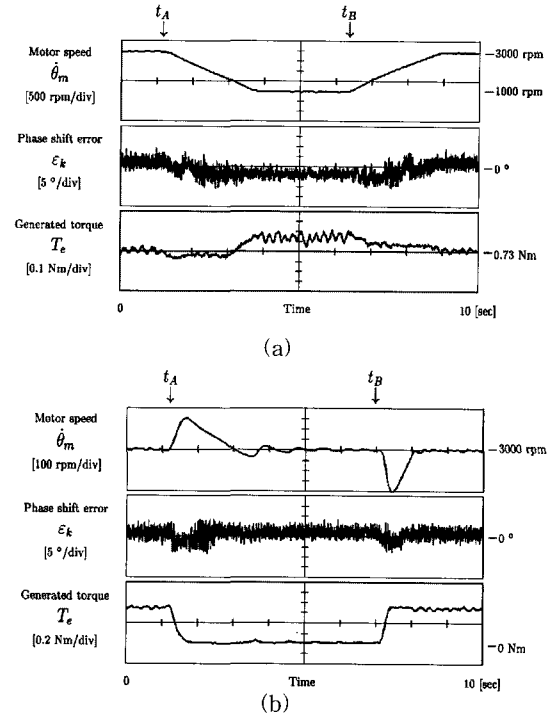 t_A t_B
Motor speed
θ̇_m
[500 rpm/div]
3000 rpm
1000 rpm
Phase shift error
ε_k
[5 °/div]
0 °
Generated torque
T_e
[0.1 Nm/div]
0.73 Nm
0 Time 10 [sec]
(a)
t_A t_B
Motor speed
θ̇_m
[100 rpm/div]
3000 rpm
Phase shift error
ε_k
[5 °/div]
0 °
Generated torque
T_e
[0.2 Nm/div]
0 Nm
0 Time 10 [sec]
(b)